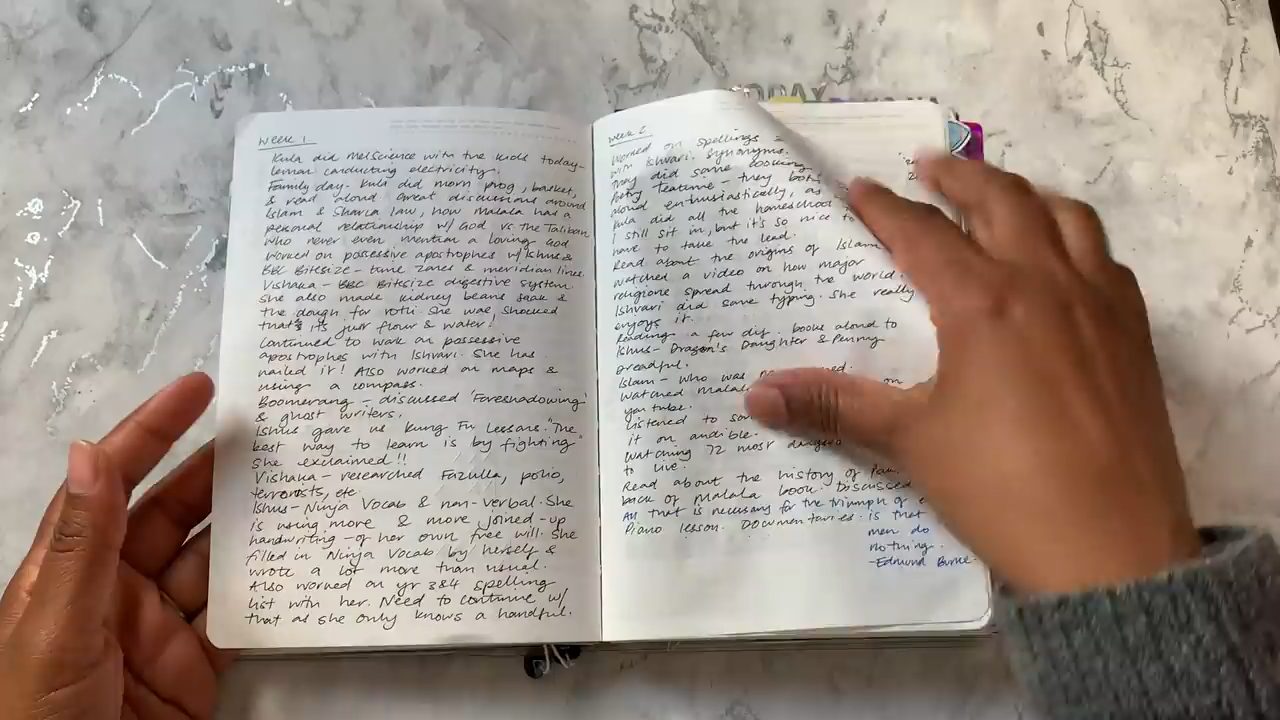 Week 1
Kula did MelScience with the kids today-
lemon conducting electricity.
Family day. Kula did morn prog, basket,
& read aloud. Great discussions around
Islam & Sharia law, how Malala has a
personal relationship w/ God vs the Taliban
who never even mention a loving God.
Worked on possessive apostrophes w/ Ishus &
BBC Bitesize - time zones & meridian lines.
Vishaka - BBC Bitesize digestive system.
She also made kidney beans saak &
the dough for rotli. She was shocked
that its just flour & water!
Continued to work on possessive
apostrophes with Ishvari. She has
nailed it! Also worked on maps &
using a compass.
Boomerang - discussed 'Foreshadowing'
& ghost writers.
Ishus gave us Kung Fu lessons. "The
best way to learn is by fighting"
she exclaimed!!
Vishaka - researched Fazulla, polio,
terrorists, etc
Ishus - Ninja Vocab & non-verbal. She
is using more & more joined-up
handwriting - of her own free will. She
filled in Ninja Vocab by herself &
wrote a lot more than usual.
Also worked on yr 3&4 spelling
list with her. Need to continue w/
that as she only knows a handful.
Week 2
Worked on spellings
with Ishvari. Synonyms.
They did some cooking
Poetry teatime - they both
aloud enthusiastically, as
Kula did all the homeschool
I still sit in, but it's so nice to
have to take the lead.
Read about the origins of Islam
watched a video on how major
religions spread through the world.
Ishvari did some typing. She really
enjoys it.
Reading a few dif. books aloud to
Ishus - Dragon's Daughter & Penny
Dreadful.
Islam - who was
Watched Malala on
youtube.
Listened to
it on audible.
Watching 72 most
to live.
Read about the history of
back of Malala book. Discussed
All that is necessary for the triumph of
Piano lesson. Documentaries. is that
men do
nothing.
-Edmund Burke-